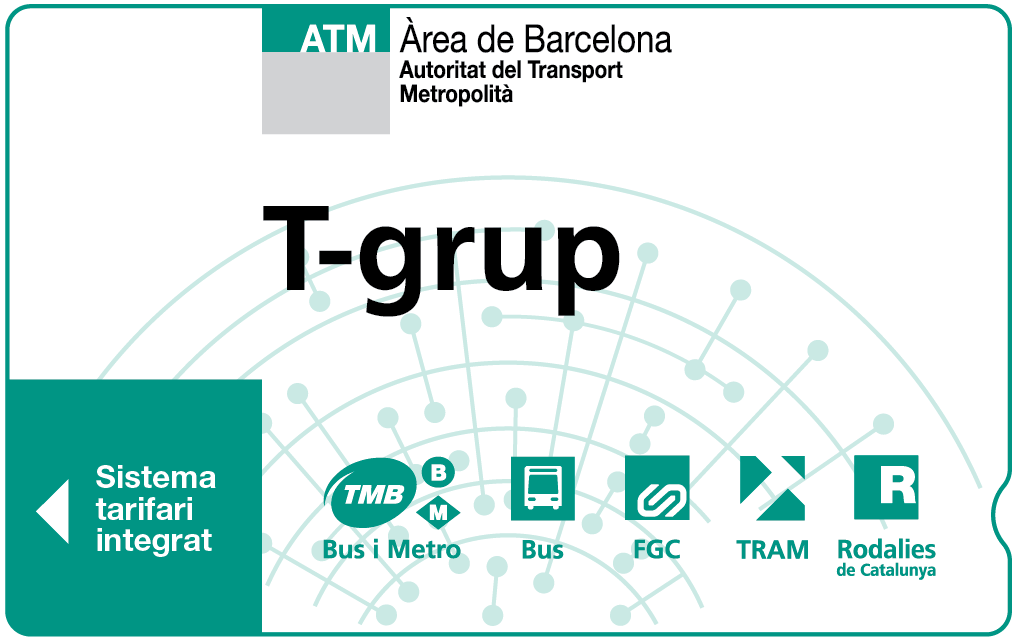 ATM Àrea de Barcelona
Autoritat del Transport
Metropolità
T-grup
Sistema
tarifari
integrat
TMB B M R
Bus i Metro Bus FGC TRAM Rodalies
de Catalunya